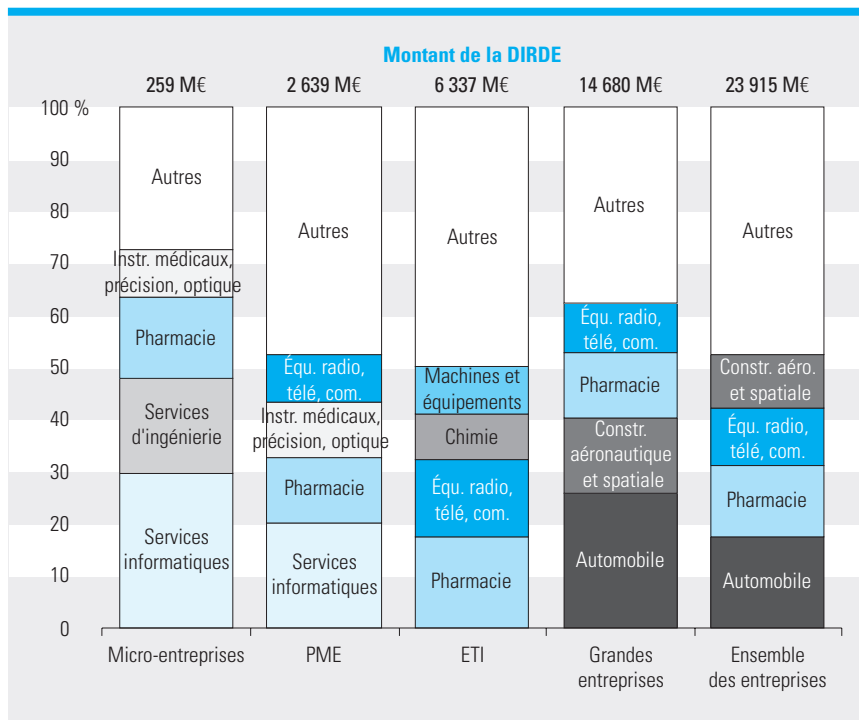 Montant de la DIRDE
259 M€ 2 639 M€ 6 337 M€ 14 680 M€ 23 915 M€
100 %
90
80
70
60
50
40
30
20
10
0
Autres
Instr. médicaux,
précision, optique
Pharmacie
Services
d'ingénierie
Services
informatiques
Autres
Équ. radio,
télé, com.
Instr. médicaux,
précision, optique
Pharmacie
Services
informatiques
Autres
Machines et
équipements
Chimie
Équ. radio,
télé, com.
Pharmacie
Autres
Équ. radio,
télé, com.
Pharmacie
Constr.
aéronautique
et spatiale
Automobile
Autres
Constr. aéro.
et spatiale
Équ. radio,
télé, com.
Pharmacie
Automobile
Micro-entreprises
PME
ETI
Grandes
entreprises
Ensemble
des entreprises